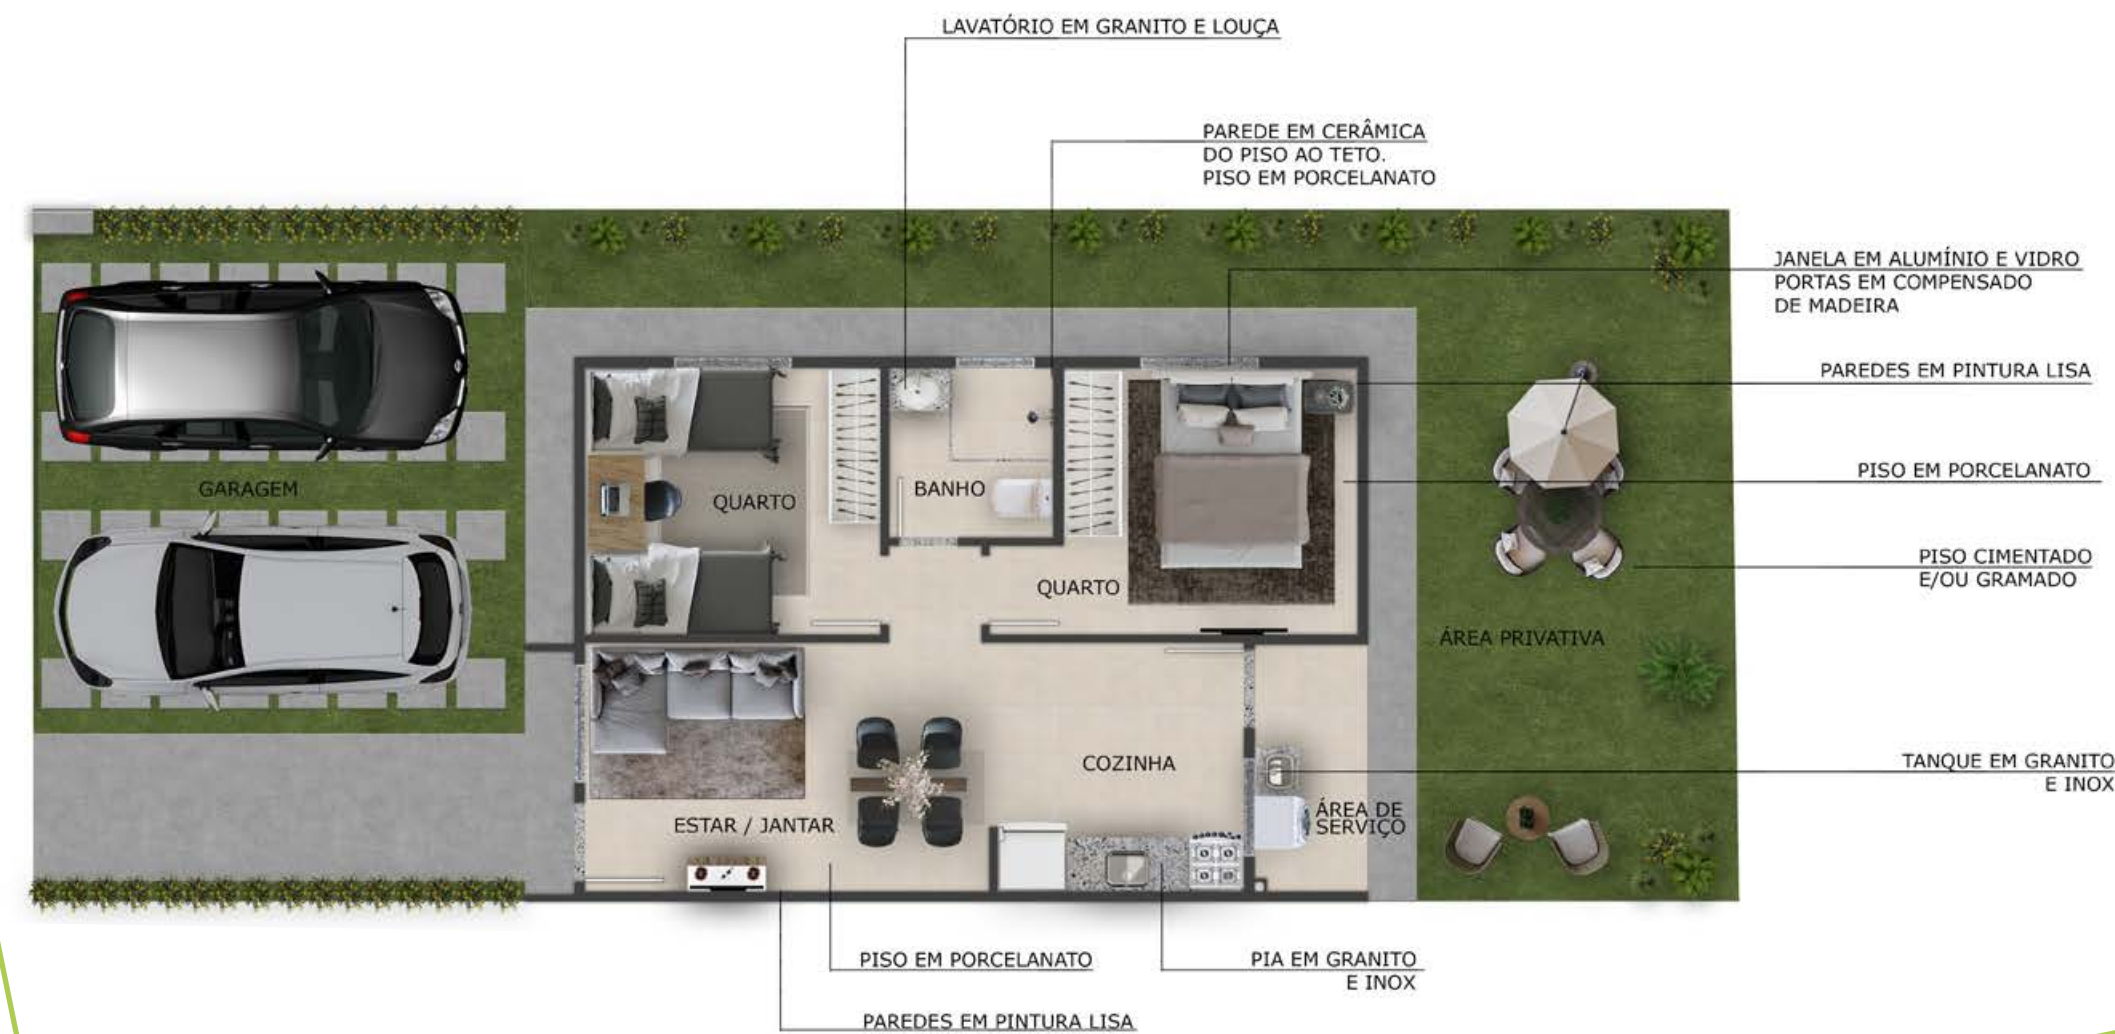 LAVATÓRIO EM GRANITO E LOUÇA
PAREDE EM CERÂMICA
DO PISO AO TETO.
PISO EM PORCELANATO
JANELA EM ALUMÍNIO E VIDRO
PORTAS EM COMPENSADO
DE MADEIRA
PAREDES EM PINTURA LISA
PISO EM PORCELANATO
GARAGEM
QUARTO
BANHO
QUARTO
PISO CIMENTADO
E/OU GRAMADO
ÁREA PRIVATIVA
COZINHA
TANQUE EM GRANITO
E INOX
ESTAR / JANTAR
ÁREA DE
SERVIÇO
PISO EM PORCELANATO
PIA EM GRANITO
E INOX
PAREDES EM PINTURA LISA